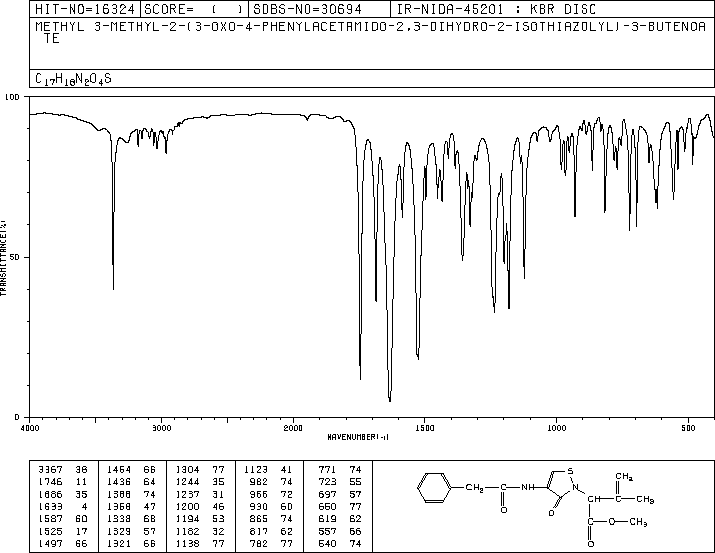 HIT-NO=16324 SCORE= ( ) SDBS-NO=30694 IR-NIDA-45201 : KBR DISC
METHYL 3-METHYL-2-(3-OXO-4-PHENYLACETAMIDO-2,3-DIHYDRO-2-ISOTHIAZOLYL)-3-BUTENOA
TE
C17H18N2O4S
100
50
0
TRANSMITTANCE(%)
4000 3000 2000 1500 1000 500
WAVENUMBER(-1)
3367 38 1454 66 1304 77 1123 41 771 74
1746 11 1436 64 1244 35 982 74 723 55
1686 35 1388 74 1237 31 966 72 697 57
1633 4 1358 47 1200 46 930 60 650 77
1587 60 1338 68 1194 53 865 74 619 62
1525 17 1329 57 1182 32 817 62 557 66
1497 66 1321 66 1138 77 782 77 540 74
S
CH2
CH2-C-NH
N
CH-C-CH3
O
O
C-O-CH3
O